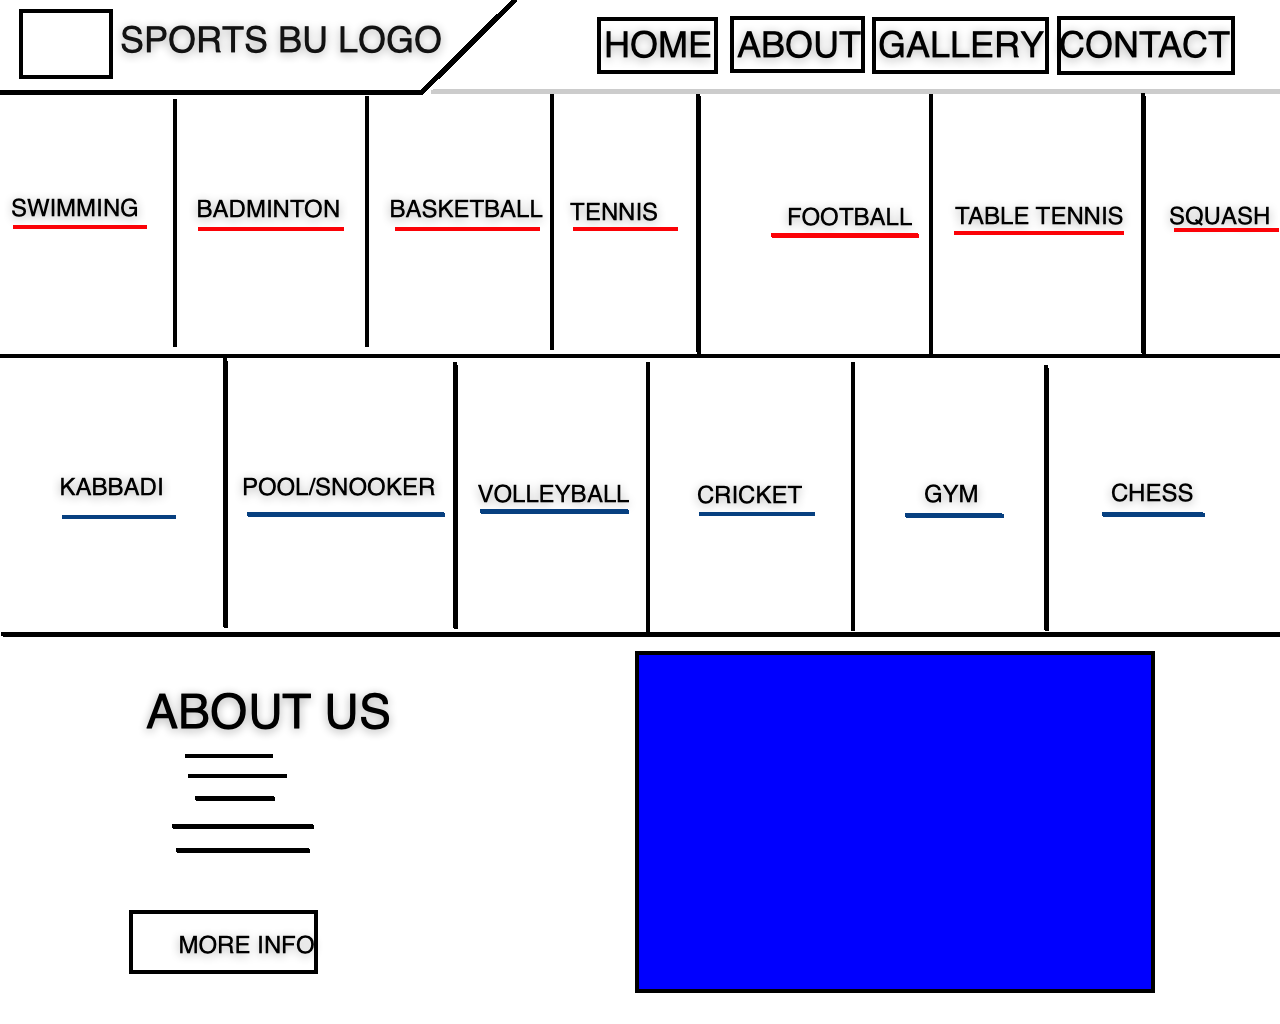 SPORTS BU LOGO
HOME
ABOUT
GALLERY
CONTACT
SWIMMING
BADMINTON
BASKETBALL
TENNIS
FOOTBALL
TABLE TENNIS
SQUASH
KABBADI
POOL/SNOOKER
VOLLEYBALL
CRICKET
GYM
CHESS
ABOUT US
MORE INFO